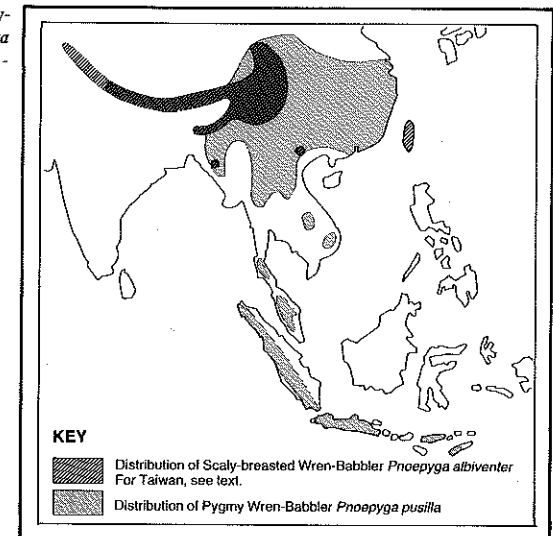 y-
a
-
KEY
Distribution of Scaly-breasted Wren-Babbler Pnoepyga albiventer
For Taiwan, see text.
Distribution of Pygmy Wren-Babbler Pnoepyga pusilla